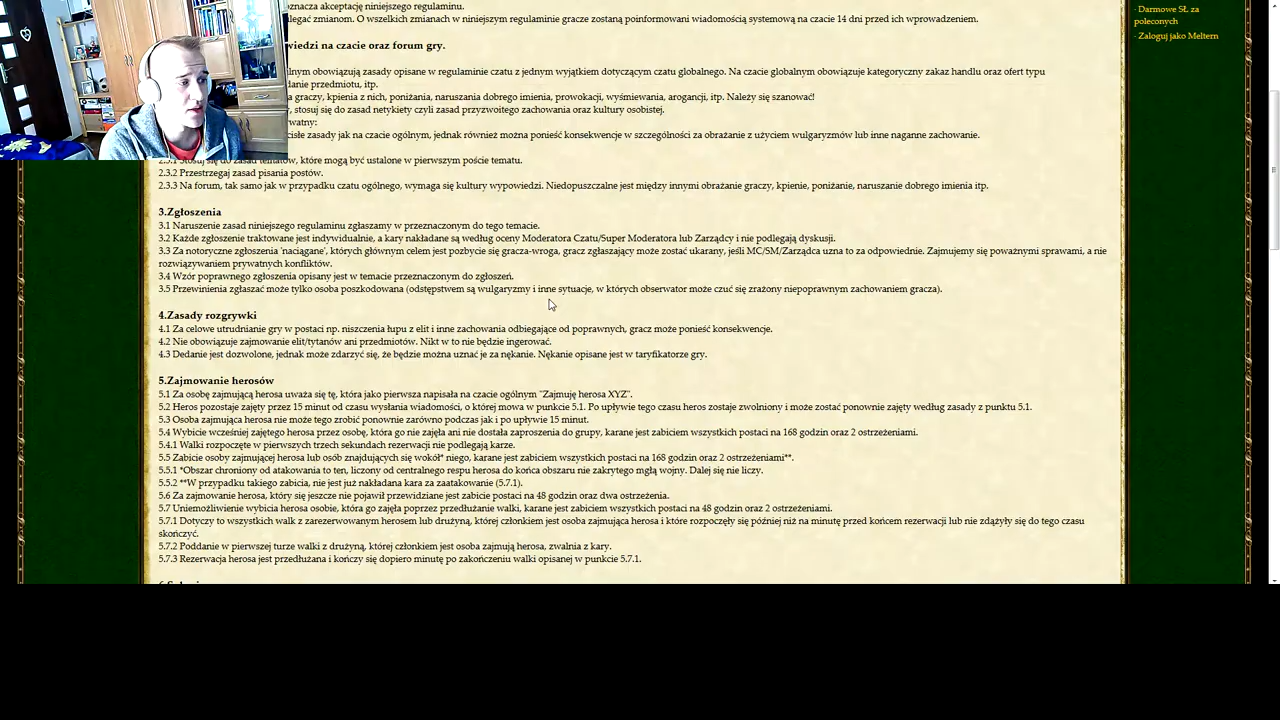 oznacza akceptację niniejszego regulaminu.
ulegać zmianom. O wszelkich zmianach w niniejszym regulaminie gracze zostaną poinformowani wiadomością systemową na czacie 14 dni przed ich wprowadzeniem.
wiedzi na czacie oraz forum gry.
lnym obowiązują zasady opisane w regulaminie czatu z jednym wyjątkiem dotyczącym czatu globalnego. Na czacie globalnym obowiązuje kategoryczny zakaz handlu oraz ofert typu
danie przedmiotu, itp.
a graczy, kpienia z nich, poniżania, naruszania dobrego imienia, prowokacji, wyśmiewania, arogancji, itp. Należy się szanować!
, stosuj się do zasad netykiety czyli zasad przyzwoitego zachowania oraz kultury osobistej.
watny:
cisłe zasady jak na czacie ogólnym, jednak również można ponieść konsekwencje w szczególności za obrażanie z użyciem wulgaryzmów lub inne naganne zachowanie.
2.3.1 Stosuj się do zasad tematów, które mogą być ustalone w pierwszym poście tematu.
2.3.2 Przestrzegaj zasad pisania postów.
2.3.3 Na forum, tak samo jak w przypadku czatu ogólnego, wymaga się kultury wypowiedzi. Niedopuszczalne jest między innymi obrażanie graczy, kpienie, poniżanie, naruszanie dobrego imienia itp.
3.Zgłoszenia
3.1 Naruszenie zasad niniejszego regulaminu zgłaszamy w przeznaczonym do tego temacie.
3.2 Każde zgłoszenie traktowane jest indywidualnie, a kary nakładane są według oceny Moderatora Czatu/Super Moderatora lub Zarządcy i nie podlegają dyskusji.
3.3 Za notoryczne zgłoszenia 'naciągane', których głównym celem jest pozbycie się gracza-wroga, gracz zgłaszający może zostać ukarany, jeśli MC/SM/Zarządca uzna to za odpowiednie. Zajmujemy się poważnymi sprawami, a nie
rozwiązywaniem prywatnych konfliktów.
3.4 Wzór poprawnego zgłoszenia opisany jest w temacie przeznaczonym do zgłoszeń.
3.5 Przewinienia zgłaszać może tylko osoba poszkodowana (odstępstwem są wulgaryzmy i inne sytuacje, w których obserwator może czuć się zrażony niepoprawnym zachowaniem gracza).
4.Zasady rozgrywki
4.1 Za celowe utrudnianie gry w postaci np. niszczenia łupu z elit i inne zachowania odbiegające od poprawnych, gracz może ponieść konsekwencje.
4.2 Nie obowiązuje zajmowanie elit/tytanów ani przedmiotów. Nikt w to nie będzie ingerować.
4.3 Dedanie jest dozwolone, jednak może zdarzyć się, że będzie można uznać je za nękanie. Nękanie opisane jest w taryfikatorze gry.
5.Zajmowanie herosów
5.1 Za osobę zajmującą herosa uważa się tę, która jako pierwsza napisała na czacie ogólnym "Zajmuję herosa XYZ".
5.2 Heros pozostaje zajęty przez 15 minut od czasu wysłania wiadomości, o której mowa w punkcie 5.1. Po upływie tego czasu heros zostaje zwolniony i może zostać ponownie zajęty według zasady z punktu 5.1.
5.3 Osoba zajmująca herosa nie może tego zrobić ponownie zarówno podczas jak i po upływie 15 minut.
5.4 Wybicie wcześniej zajętego herosa przez osobę, która go nie zajęła ani nie dostała zaproszenia do grupy, karane jest zabiciem wszystkich postaci na 168 godzin oraz 2 ostrzeżeniami.
5.4.1 Walki rozpoczęte w pierwszych trzech sekundach rezerwacji nie podlegają karze.
5.5 Zabicie osoby zajmującej herosa lub osób znajdujących się wokół* niego, karane jest zabiciem wszystkich postaci na 168 godzin oraz 2 ostrzeżeniami**.
5.5.1 *Obszar chroniony od atakowania to ten, liczony od centralnego respu herosa do końca obszaru nie zakrytego mgłą wojny. Dalej się nie liczy.
5.5.2 **W przypadku takiego zabicia, nie jest już nakładana kara za zaatakowanie (5.7.1).
5.6 Za zajmowanie herosa, który się jeszcze nie pojawił przewidziane jest zabicie postaci na 48 godzin oraz dwa ostrzeżenia.
5.7 Uniemożliwienie wybicia herosa osobie, która go zajęła poprzez przedłużanie walki, karane jest zabiciem wszystkich postaci na 48 godzin oraz 2 ostrzeżeniami.
5.7.1 Dotyczy to wszystkich walk z zarezerwowanym herosem lub drużyną, której członkiem jest osoba zajmująca herosa i które rozpoczęły się później niż na minutę przed końcem rezerwacji lub nie zdążyły się do tego czasu
skończyć.
5.7.2 Poddanie w pierwszej turze walki z drużyną, której członkiem jest osoba zajmują herosa, zwalnia z kary.
5.7.3 Rezerwacja herosa jest przedłużana i kończy się dopiero minutę po zakończeniu walki opisanej w punkcie 5.7.1.
· Darmowe SŁ za
poleconych
· Zaloguj jako Meltern